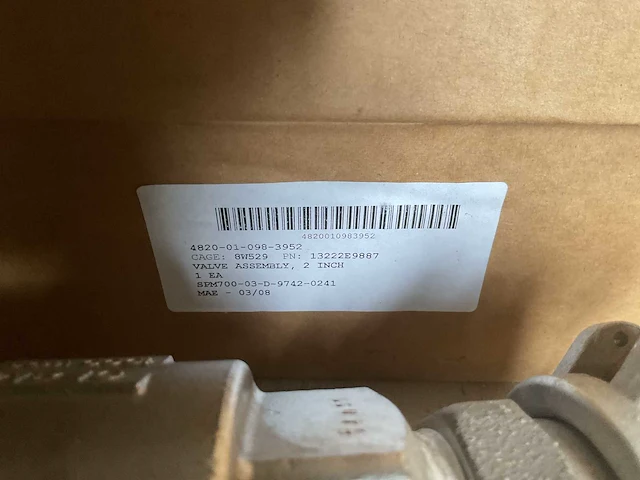 4820010983952
4820-01-098-3952
CAGE: 8W529 PN: 13222E9887
VALVE ASSEMBLY, 2 INCH
1 EA
SPM700-03-D-9742-0241
MAE - 03/08